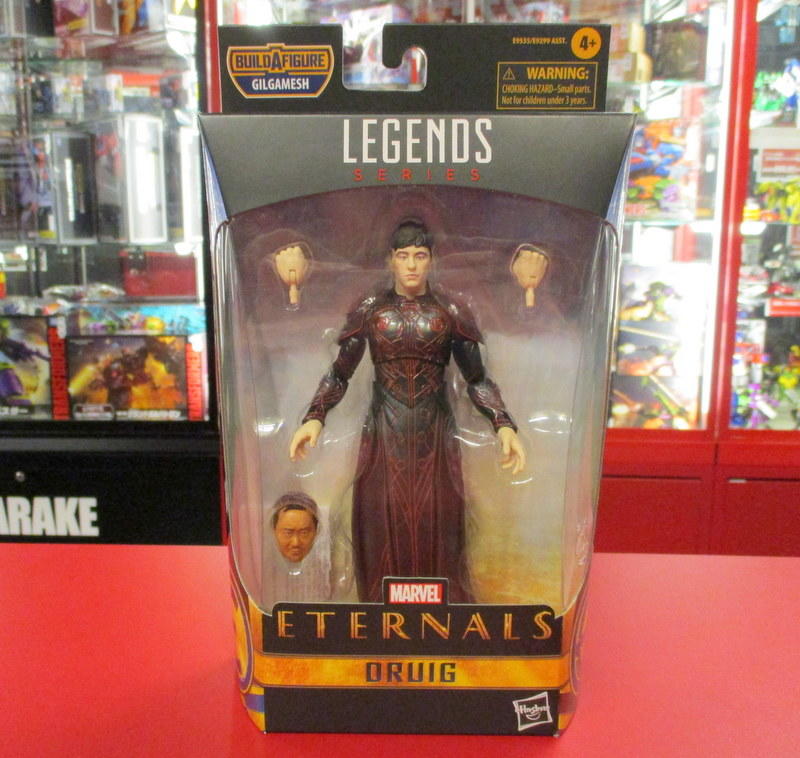 BUILD A FIGURE
GILGAMESH
E9535/E9299 ASST.
4+
WARNING:
CHOKING HAZARD–Small parts.
Not for children under 3 years.
LEGENDS
SERIES
MARVEL
ETERNALS
DRUIG
Hasbro
TRANSFORMERS
ARAKE